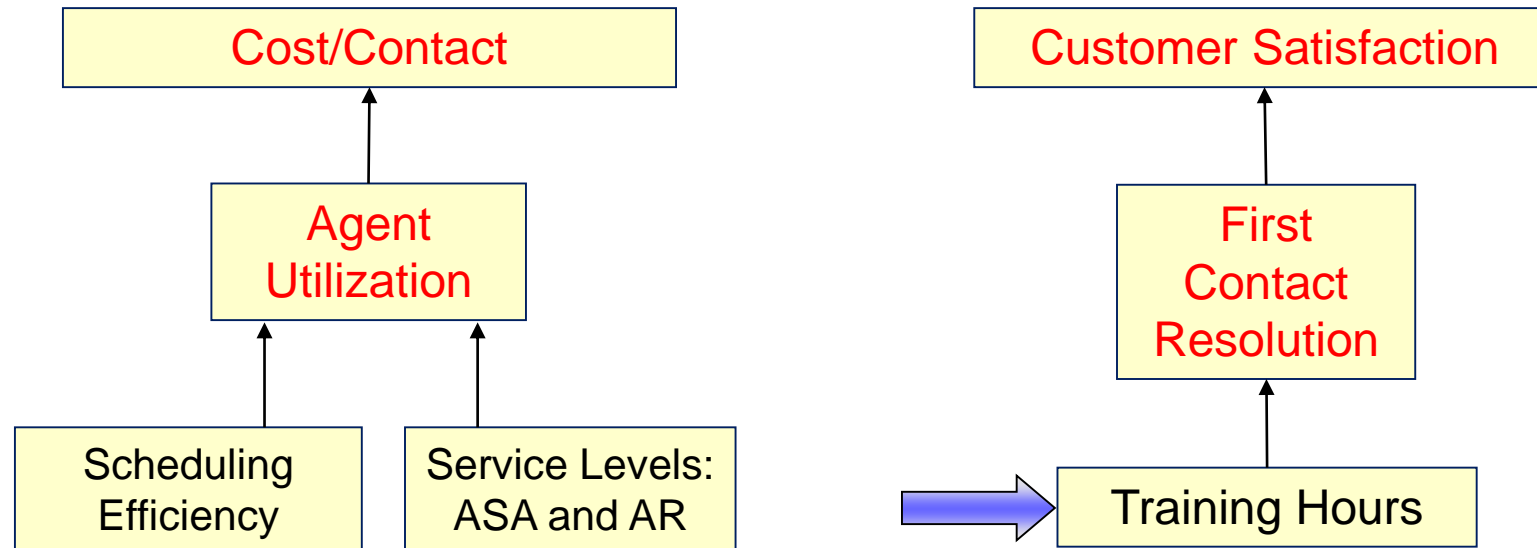 Cost/Contact
Customer Satisfaction
Agent
Utilization
First
Contact
Resolution
Scheduling
Efficiency
Service Levels:
ASA and AR
Training Hours